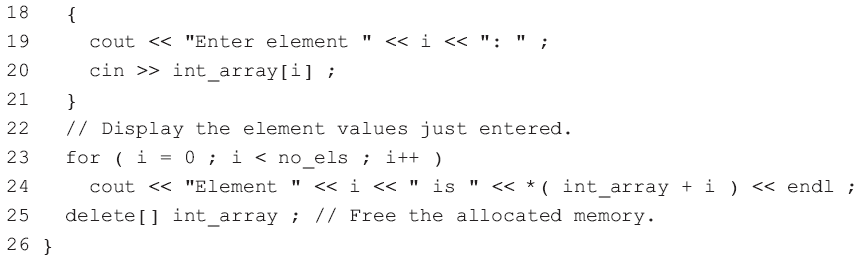 18   {
19     cout << "Enter element " << i << ": " ;
20     cin >> int_array[i] ;
21   }
22   // Display the element values just entered.
23   for ( i = 0 ; i < no_els ; i++ )
24     cout << "Element " << i << " is " << *( int_array + i ) << endl ;
25   delete[] int_array ; // Free the allocated memory.
26 }